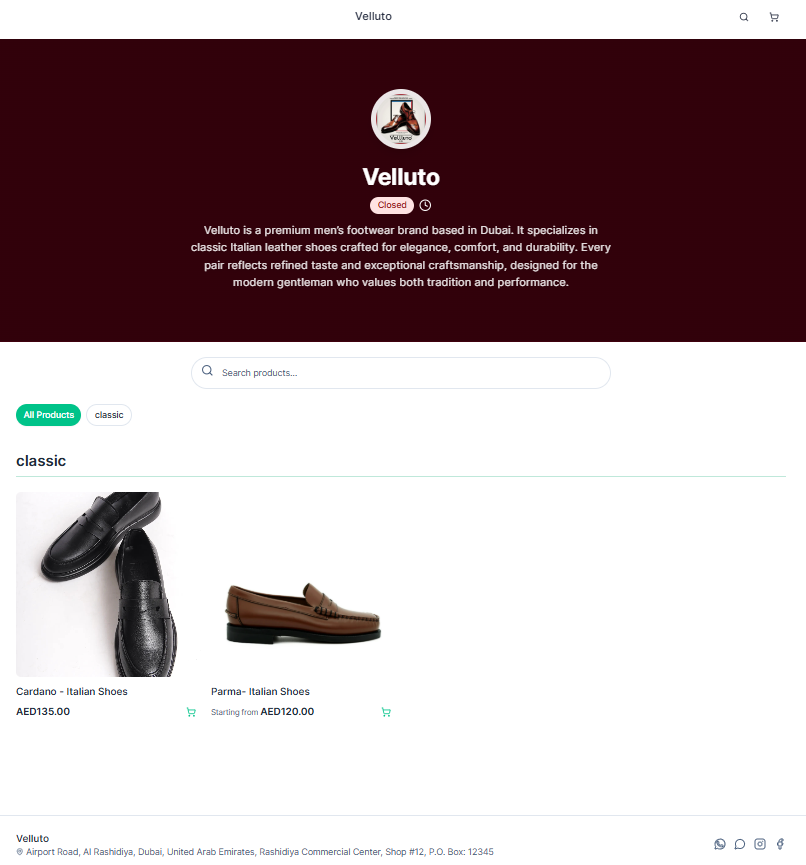 Velluto
Velluto
Closed
Velluto is a premium men's footwear brand based in Dubai. It specializes in
classic Italian leather shoes crafted for elegance, comfort, and durability. Every
pair reflects refined taste and exceptional craftsmanship, designed for the
modern gentleman who values both tradition and performance.
Search products...
All Products classic
classic
Cardano - Italian Shoes
AED135.00
Parma- Italian Shoes
Starting from AED120.00
Velluto
Airport Road, Al Rashidiya, Dubai, United Arab Emirates, Rashidiya Commercial Center, Shop #12, P.O. Box: 12345